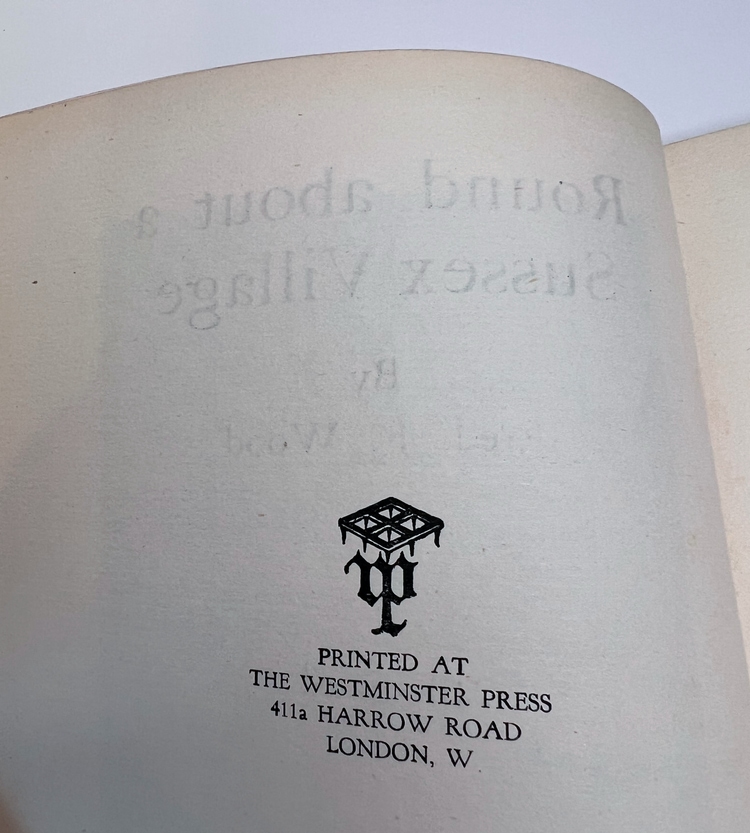 Round about a
Sussex Village
By
Wood
PRINTED AT
THE WESTMINSTER PRESS
411a HARROW ROAD
LONDON, W